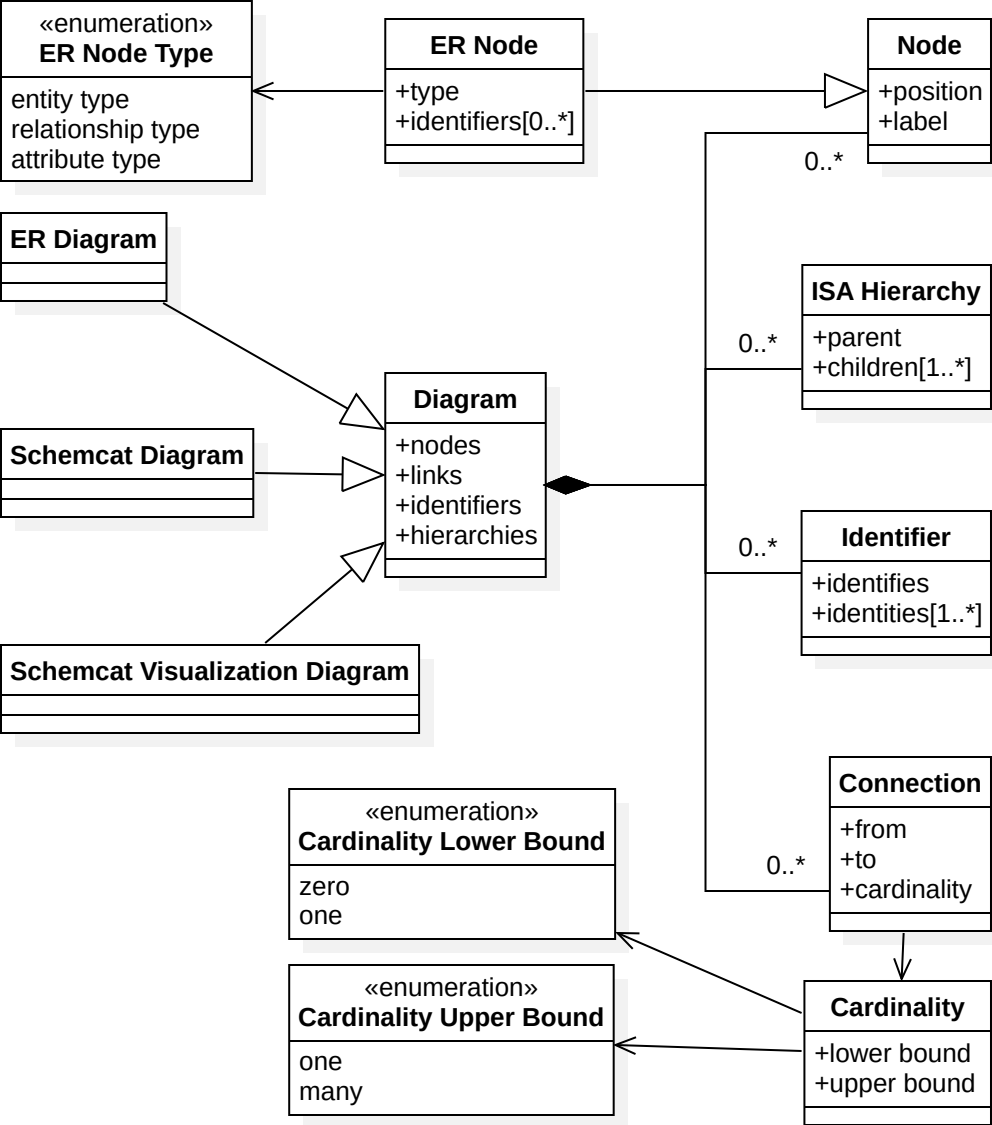 «enumeration»
ER Node Type
entity type
relationship type
attribute type
ER Node
+type
+identifiers[0..*]
Node
+position
+label
0..*
ER Diagram
ISA Hierarchy
+parent
+children[1..*]
0..*
Diagram
+nodes
+links
+identifiers
+hierarchies
Schemcat Diagram
Identifier
+identifies
+identities[1..*]
0..*
Schemcat Visualization Diagram
Connection
+from
+to
+cardinality
0..*
«enumeration»
Cardinality Lower Bound
zero
one
«enumeration»
Cardinality Upper Bound
one
many
Cardinality
+lower bound
+upper bound